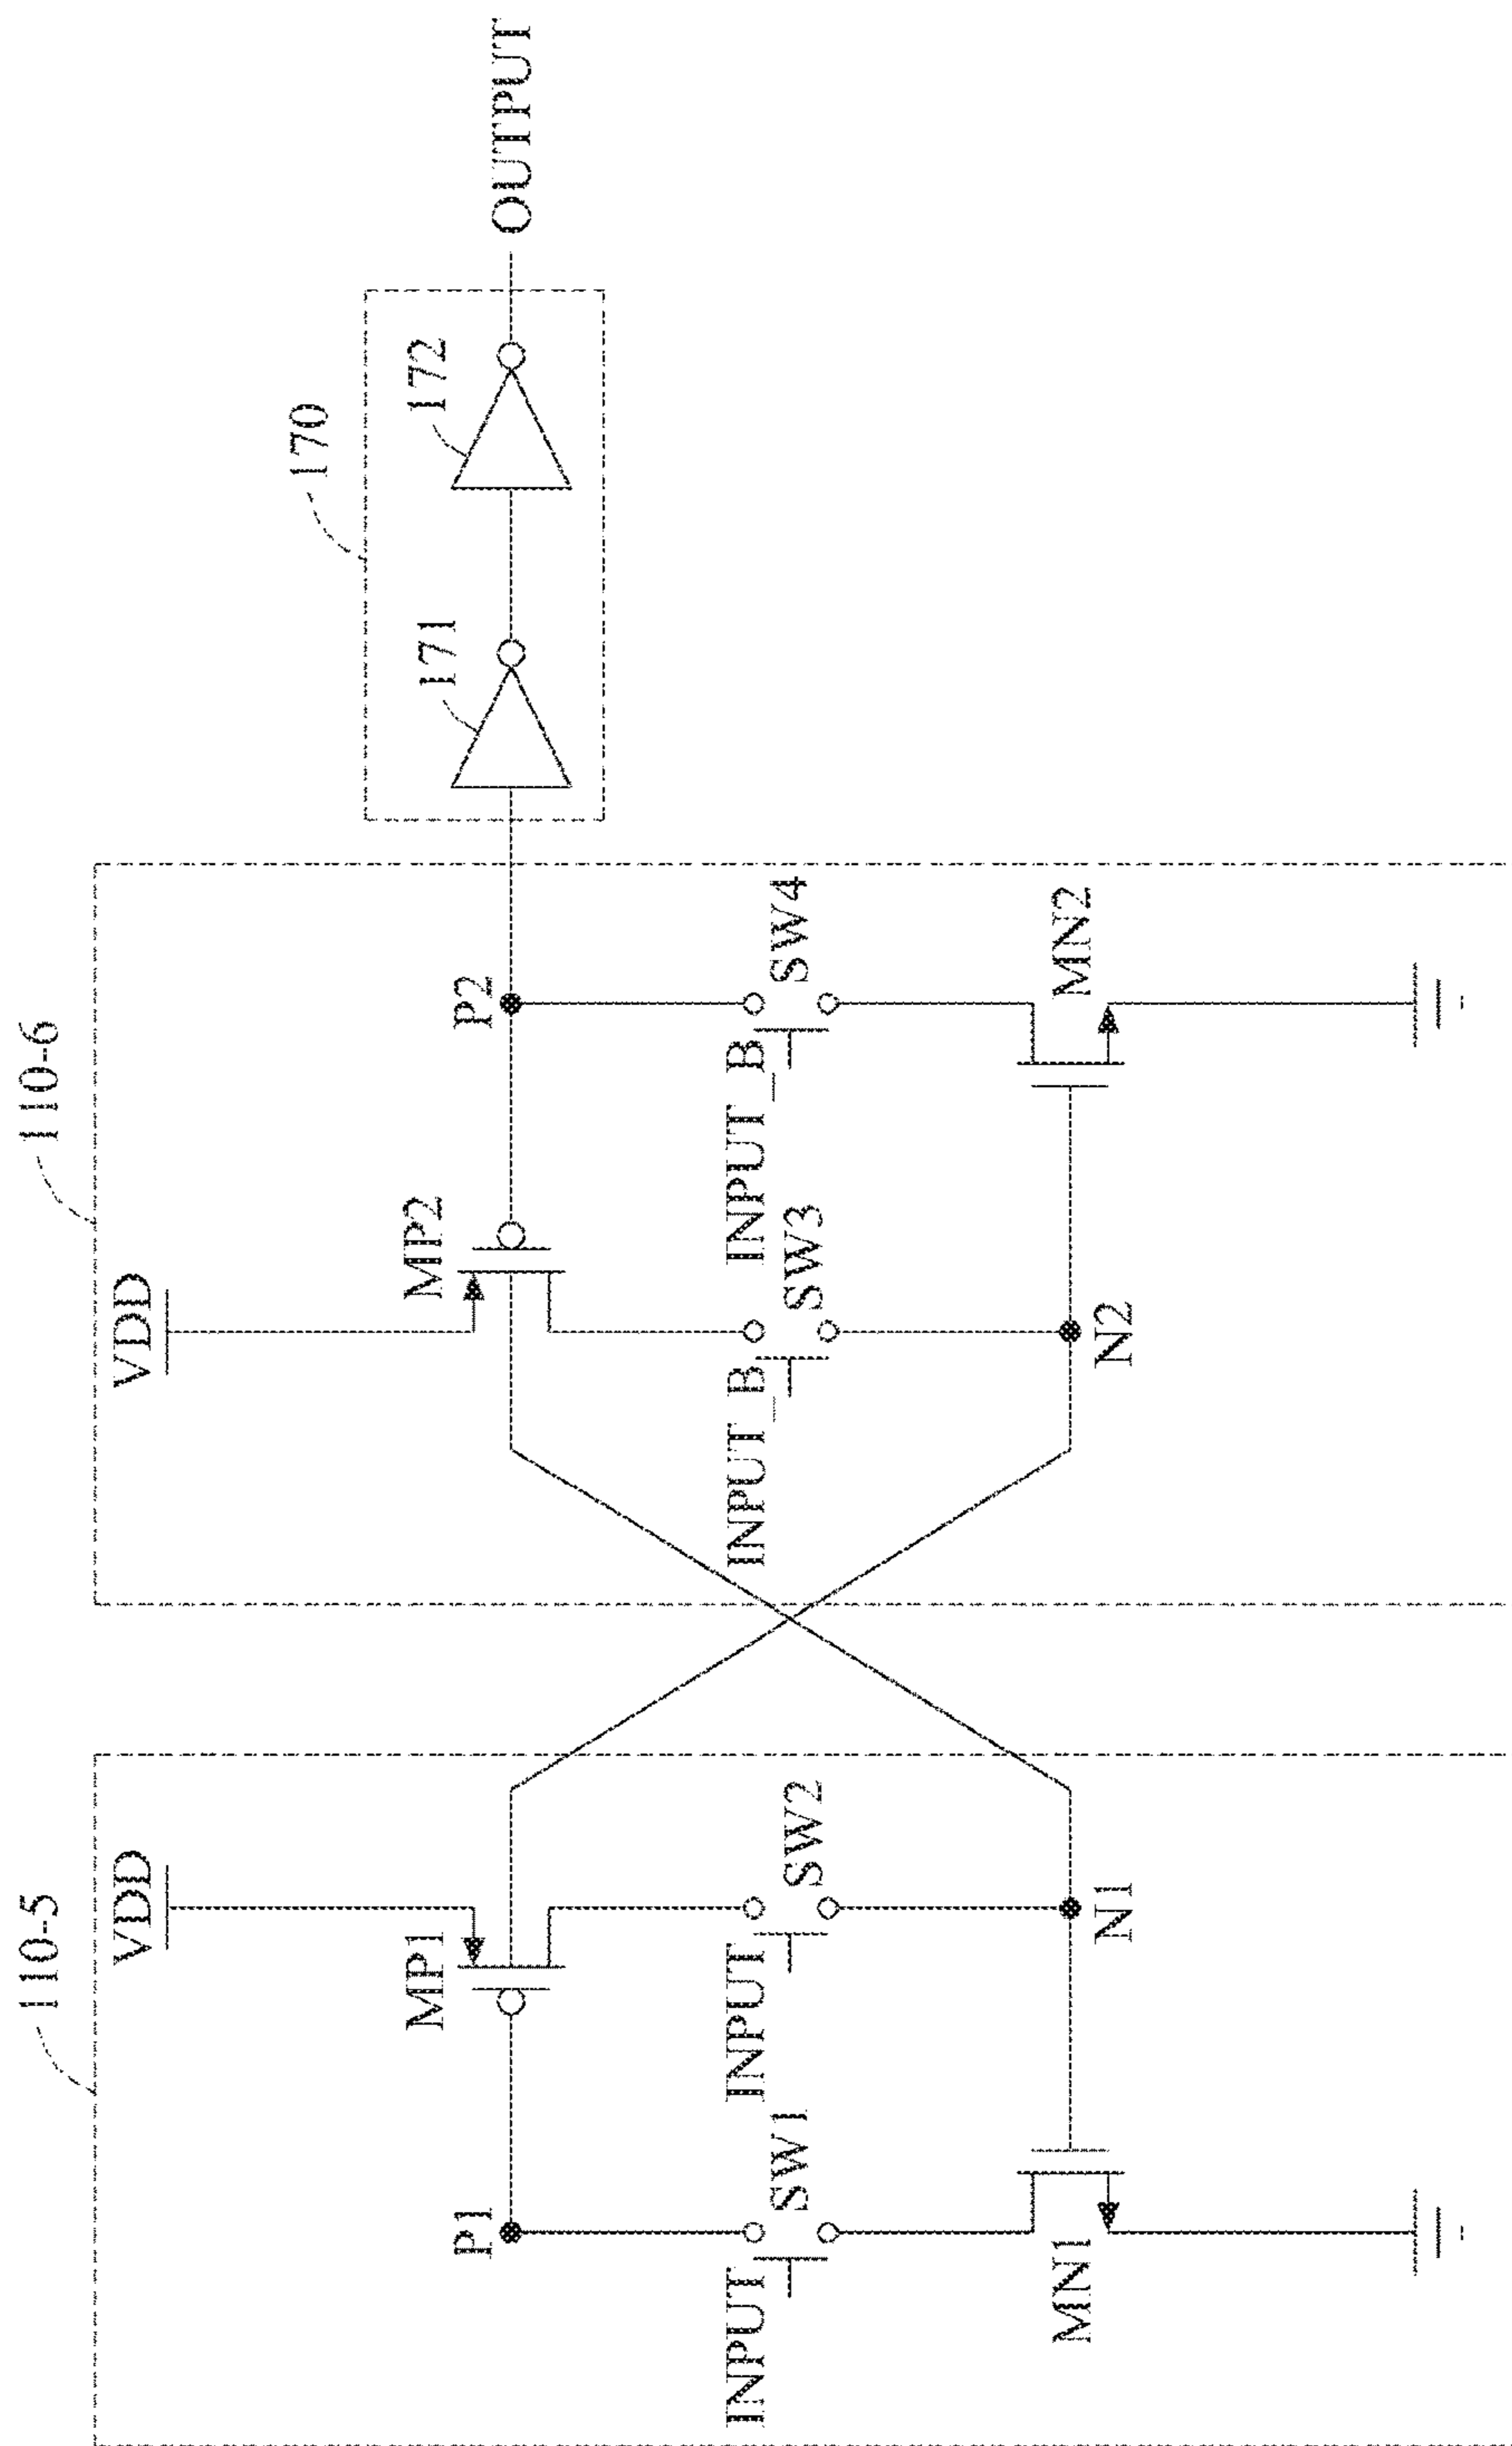 110-5
110-6
VDD
VDD
170
MP1
MP2
171
172
P1
P2
OUTPUT
INPUT
SW1
INPUT
SW2
INPUT_B
SW3
INPUT_B
SW4
MN1
N1
N2
MN2